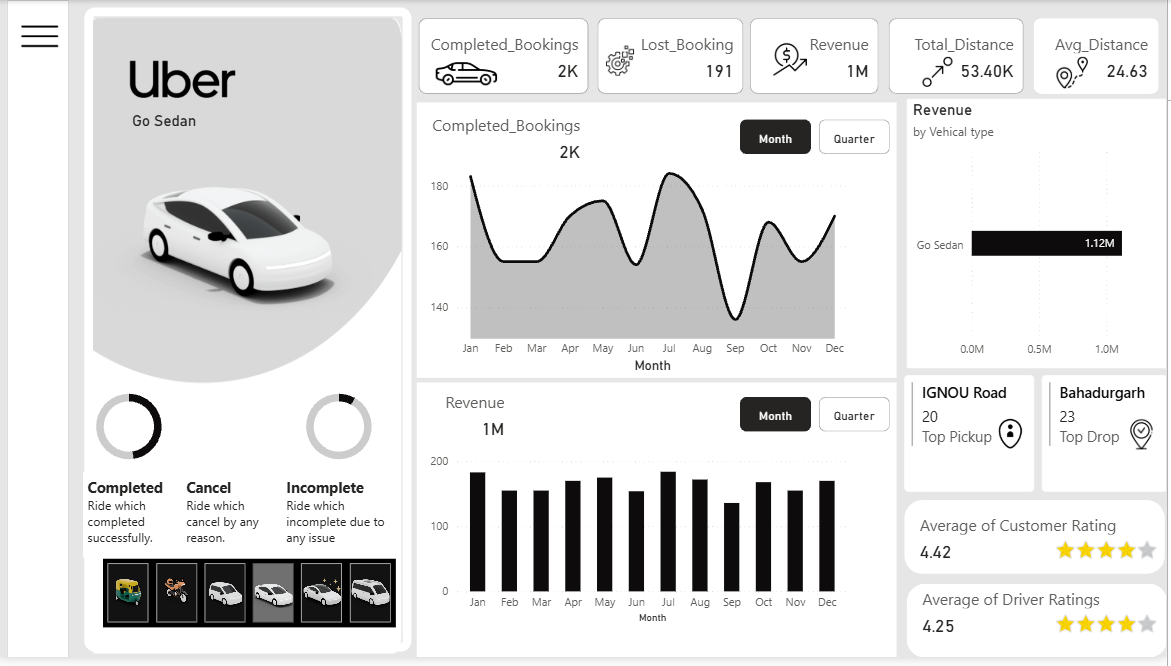 Uber
Go Sedan
Completed_Bookings
2K
Lost_Booking
191
Revenue
1M
Total_Distance
53.40K
Avg_Distance
24.63
Completed_Bookings
2K
Month
Quarter
180
160
140
Jan Feb Mar Apr May Jun Jul Aug Sep Oct Nov Dec
Month
Revenue
by Vehical type
Go Sedan
1.12M
0.0M 0.5M 1.0M
Revenue
1M
Month
Quarter
200
100
0
Jan Feb Mar Apr May Jun Jul Aug Sep Oct Nov Dec
Month
IGNOU Road
20
Top Pickup
Bahadurgarh
23
Top Drop
Average of Customer Rating
4.42
Average of Driver Ratings
4.25
Completed
Ride which
completed
successfully.
Cancel
Ride which
cancel by any
reason.
Incomplete
Ride which
incomplete due to
any issue